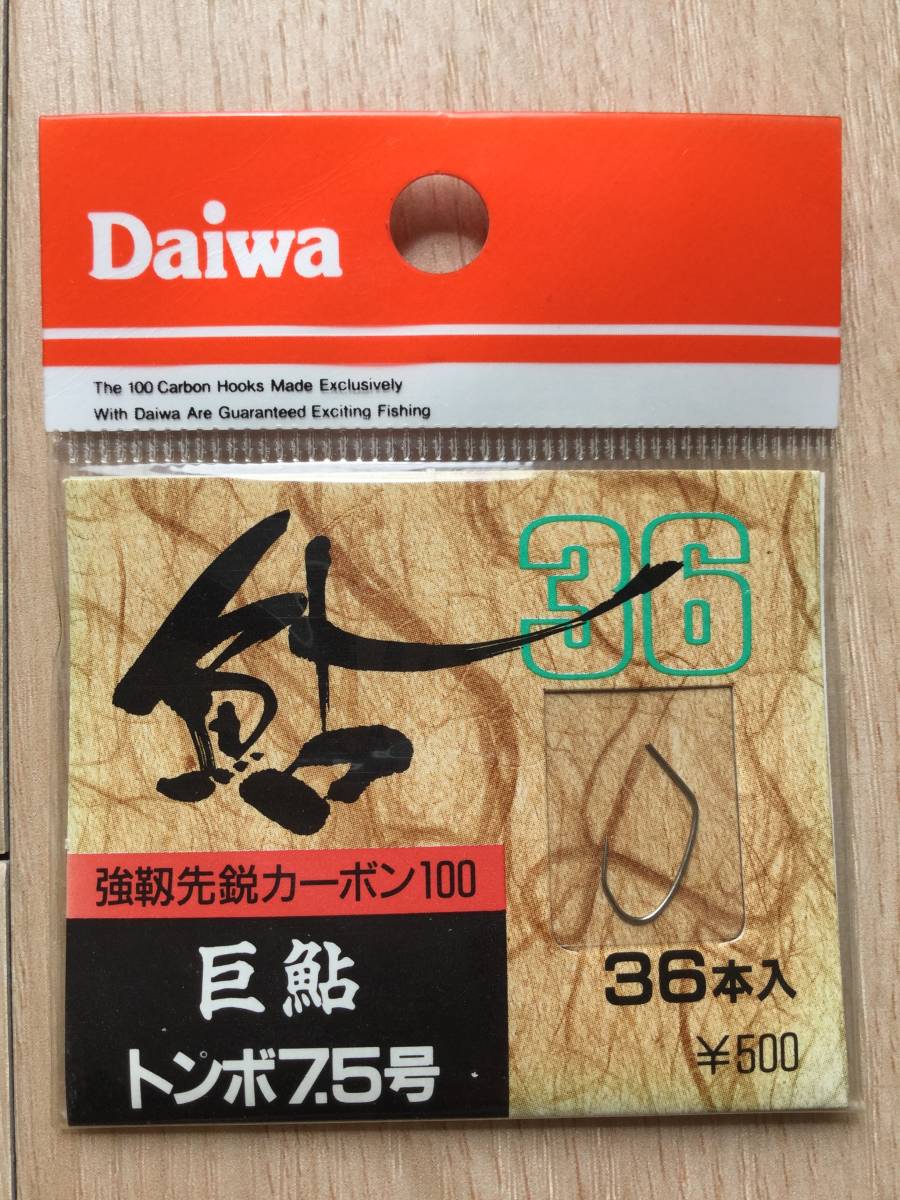 Daiwa
The 100 Carbon Hooks Made Exclusively
With Daiwa Are Guaranteed Exciting Fishing
鮎
36
強靱先鋭カーボン100
巨鮎
トンボ7.5号
36本入
¥500